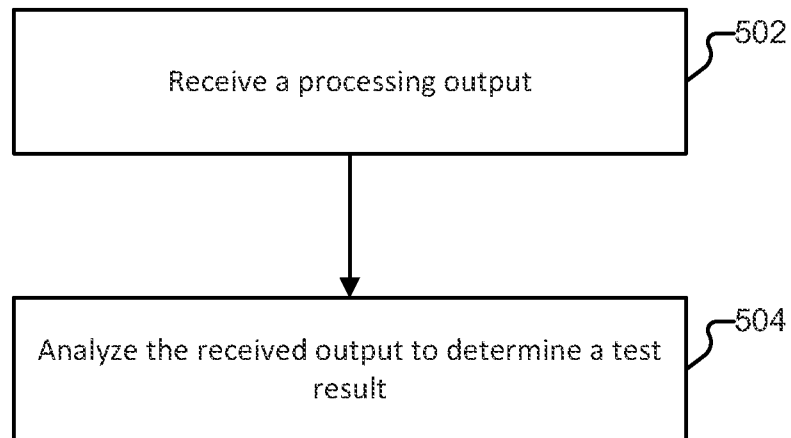 Receive a processing output
502
Analyze the received output to determine a test
result
504